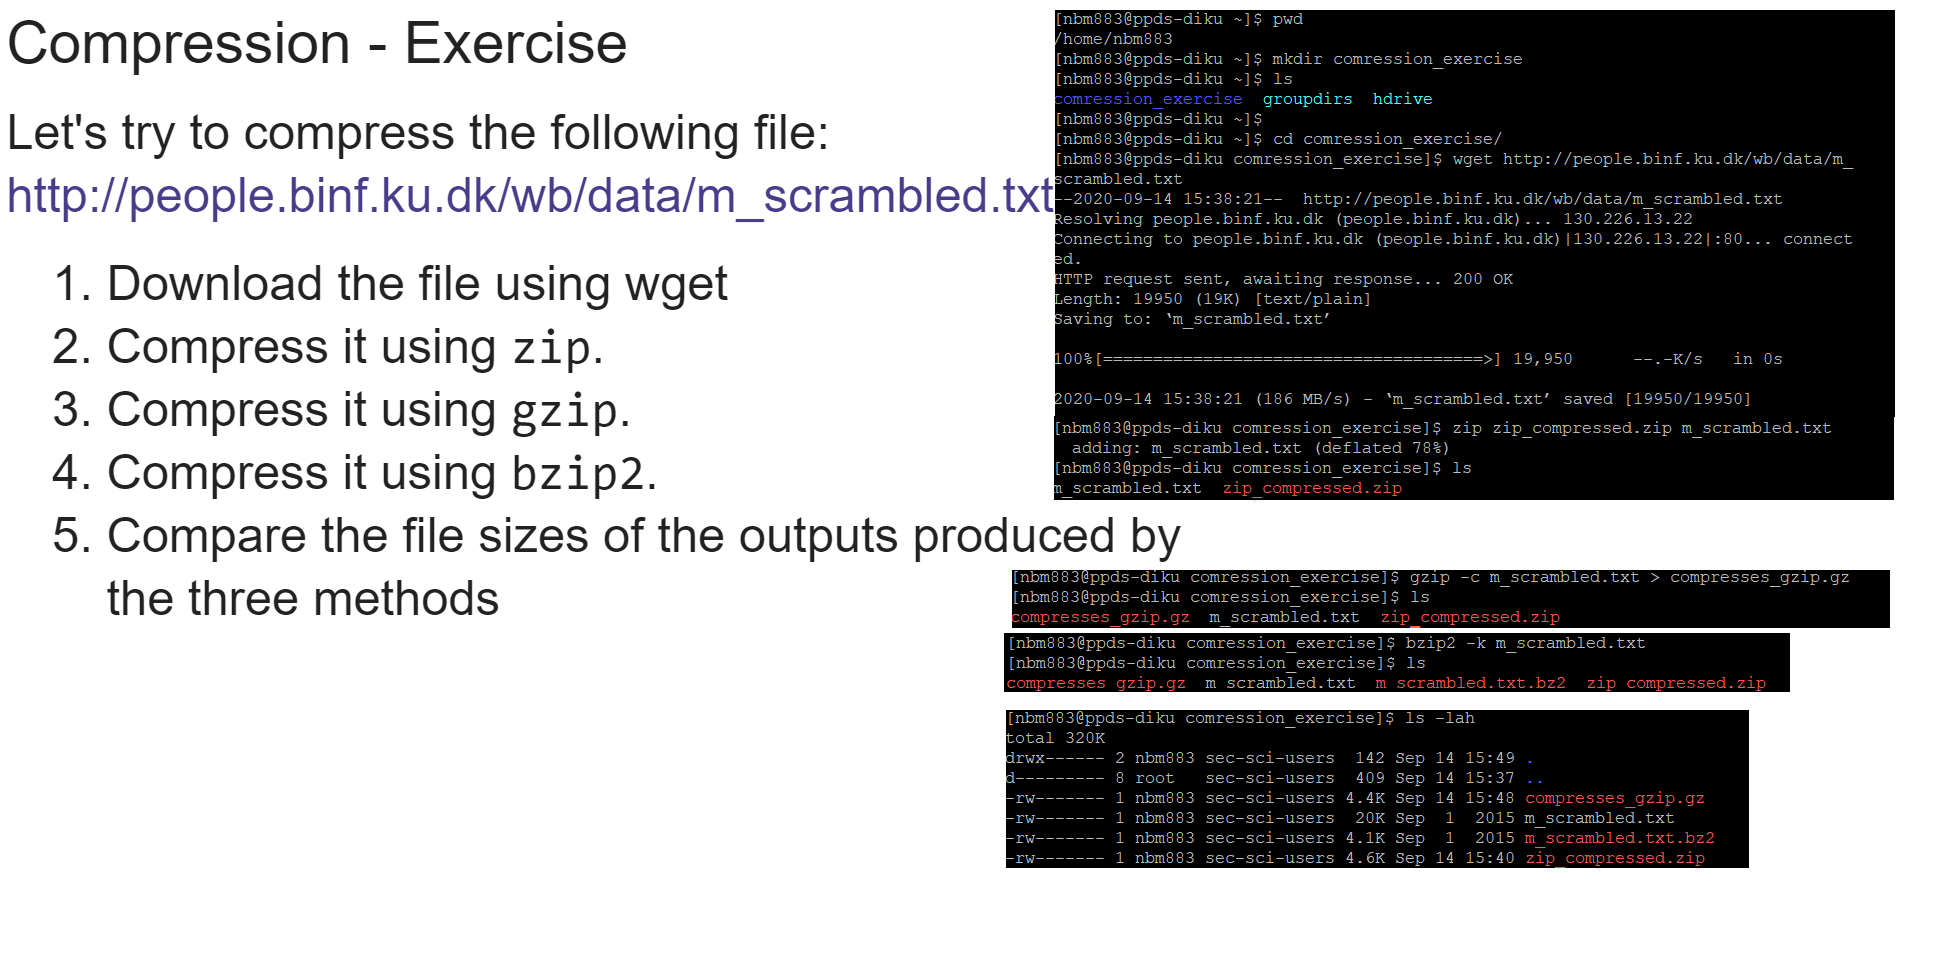 Compression - Exercise
Let's try to compress the following file:
http://people.binf.ku.dk/wb/data/m_scrambled.txt
1. Download the file using wget
2. Compress it using zip.
3. Compress it using gzip.
4. Compress it using bzip2.
5. Compare the file sizes of the outputs produced by
the three methods
[nbm883@ppds-diku ~]$ pwd
/home/nbm883
[nbm883@ppds-diku ~]$ mkdir comression_exercise
[nbm883@ppds-diku ~]$ ls
comression_exercise  groupdirs  hdrive
[nbm883@ppds-diku ~]$
[nbm883@ppds-diku ~]$ cd comression_exercise/
[nbm883@ppds-diku comression_exercise]$ wget http://people.binf.ku.dk/wb/data/m_
scrambled.txt
--2020-09-14 15:38:21--  http://people.binf.ku.dk/wb/data/m_scrambled.txt
Resolving people.binf.ku.dk (people.binf.ku.dk)... 130.226.13.22
Connecting to people.binf.ku.dk (people.binf.ku.dk)|130.226.13.22|:80... connect
ed.
HTTP request sent, awaiting response... 200 OK
Length: 19950 (19K) [text/plain]
Saving to: ‘m_scrambled.txt’
100%[======================================>] 19,950      --.-K/s   in 0s
2020-09-14 15:38:21 (186 MB/s) - ‘m_scrambled.txt’ saved [19950/19950]
[nbm883@ppds-diku comression_exercise]$ zip zip_compressed.zip m_scrambled.txt
adding: m_scrambled.txt (deflated 78%)
[nbm883@ppds-diku comression_exercise]$ ls
m_scrambled.txt  zip_compressed.zip
[nbm883@ppds-diku comression_exercise]$ gzip -c m_scrambled.txt > compresses_gzip.gz
[nbm883@ppds-diku comression_exercise]$ ls
compresses_gzip.gz  m_scrambled.txt  zip_compressed.zip
[nbm883@ppds-diku comression_exercise]$ bzip2 -k m_scrambled.txt
[nbm883@ppds-diku comression_exercise]$ ls
compresses_gzip.gz  m_scrambled.txt  m_scrambled.txt.bz2  zip_compressed.zip
[nbm883@ppds-diku comression_exercise]$ ls -lah
total 320K
drwx------ 2 nbm883 sec-sci-users  142 Sep 14 15:49 .
d--------- 8 root   sec-sci-users  409 Sep 14 15:37 ..
-rw------- 1 nbm883 sec-sci-users 4.4K Sep 14 15:48 compresses_gzip.gz
-rw------- 1 nbm883 sec-sci-users  20K Sep  1  2015 m_scrambled.txt
-rw------- 1 nbm883 sec-sci-users 4.1K Sep  1  2015 m_scrambled.txt.bz2
-rw------- 1 nbm883 sec-sci-users 4.6K Sep 14 15:40 zip_compressed.zip